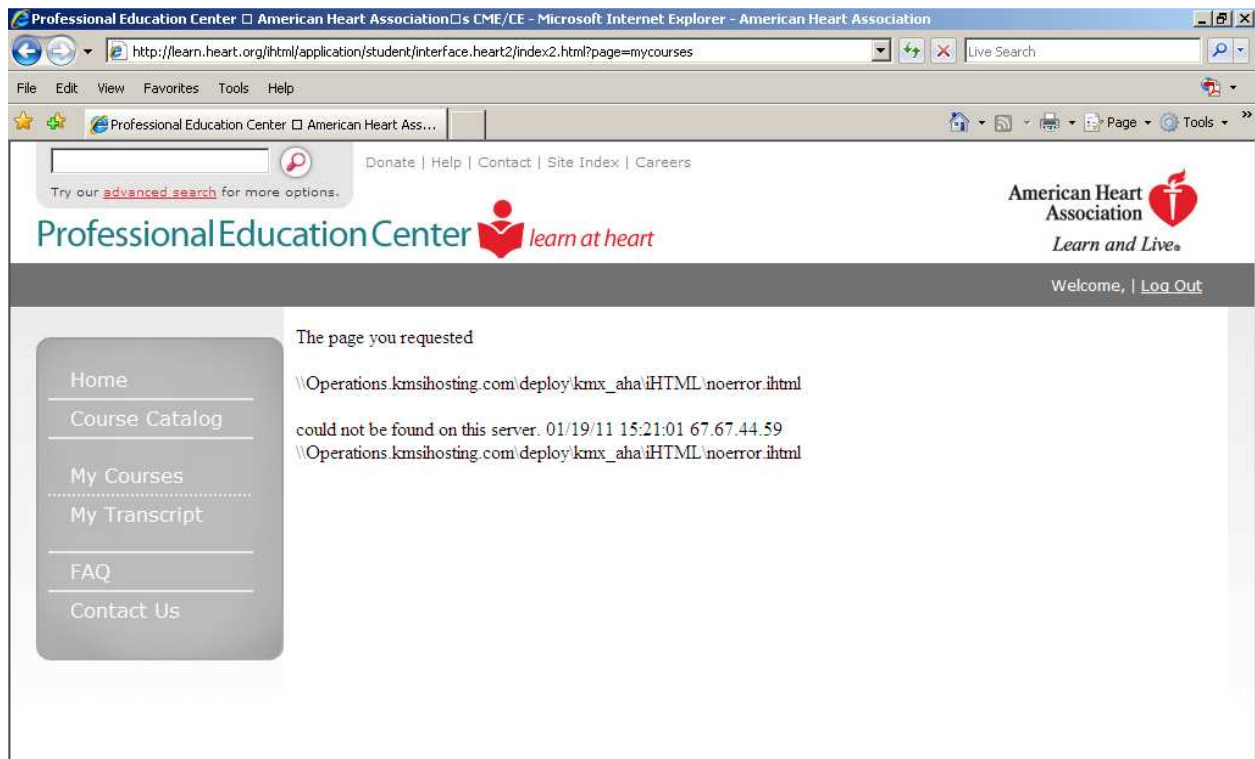 Professional Education Center □ American Heart Association□s CME/CE - Microsoft Internet Explorer - American Heart Association
http://learn.heart.org/ihtml/application/student/interface.heart2/index2.html?page=mycourses
Live Search
File Edit View Favorites Tools Help
Professional Education Center □ American Heart Ass...
Page Tools »
Donate | Help | Contact | Site Index | Careers
Try our advanced search for more options.
Professional Education Center learn at heart
American Heart
Association
Learn and Live®
Welcome, | Log Out
Home
Course Catalog
My Courses
My Transcript
FAQ
Contact Us
The page you requested
\\Operations.kmsihosting.com\deploy\kmx_aha\iHTML\noerror.ihtml
could not be found on this server. 01/19/11 15:21:01 67.67.44.59
\\Operations.kmsihosting.com\deploy\kmx_aha\iHTML\noerror.ihtml